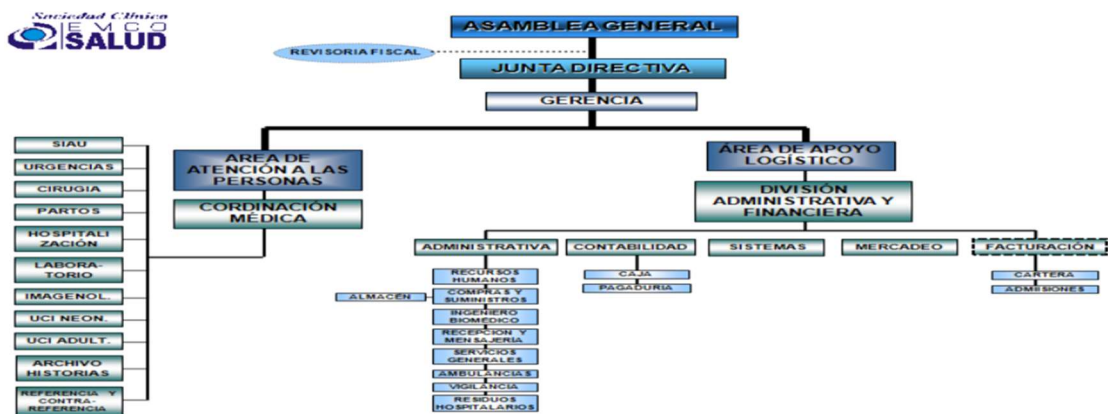 Sociedad Clínica
EMCO
SALUD
ASAMBLEA GENERAL
REVISORIA FISCAL
JUNTA DIRECTIVA
GERENCIA
SIAU
URGENCIAS
CIRUGIA
PARTOS
HOSPITALI
ZACIÓN
LABORA-
TORIO
IMAGENOL.
UCI NEON.
UCI ADULT.
ARCHIVO
HISTORIAS
REFERENCIA Y
CONTRA-
REFERENCIA
AREA DE
ATENCIÓN A LAS
PERSONAS
CORDINACIÓN
MÉDICA
ÁREA DE APOYO
LOGÍSTICO
DIVISIÓN
ADMINISTRATIVA Y
FINANCIERA
ADMINISTRATIVA
CONTABILIDAD
SISTEMAS
MERCADEO
FACTURACIÓN
RECURSOS
HUMANOS
ALMACÉN
COMPRAS Y
SUMINISTROS
INGENIERO
BIOMÉDICO
RECEPCION Y
MENSAJERÍA
SERVICIOS
GENERALES
AMBULANCIAS
VIGILANCIA
RESIDUOS
HOSPITALARIOS
CAJA
PAGADURIA
CARTERA
ADMISIONES